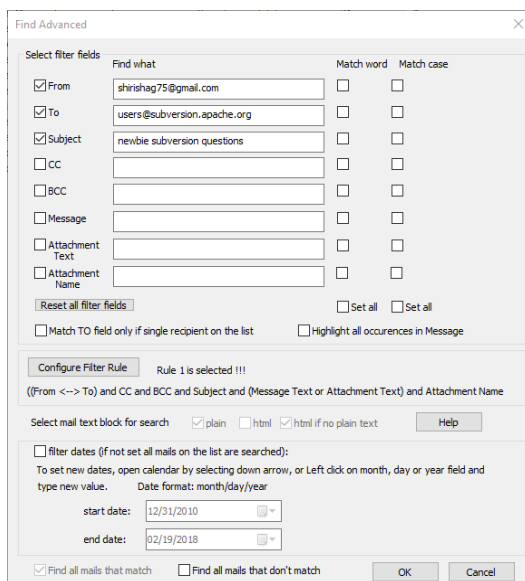 Find Advanced
Select filter fields
Find what
Match word
Match case
From
shirishag75@gmail.com
To
users@subversion.apache.org
Subject
newbie subversion questions
CC
BCC
Message
Attachment
Text
Attachment
Name
Reset all filter fields
Set all
Set all
Match TO field only if single recipient on the list
Highlight all occurences in Message
Configure Filter Rule
Rule 1 is selected !!!
((From <--> To) and CC and BCC and Subject and (Message Text or Attachment Text) and Attachment Name
Select mail text block for search
plain
html
html if no plain text
Help
filter dates (if not set all mails on the list are searched):
To set new dates, open calendar by selecting down arrow, or Left click on month, day or year field and
type new value. Date format: month/day/year
start date:
12/31/2010
end date:
02/19/2018
Find all mails that match
Find all mails that don't match
OK
Cancel